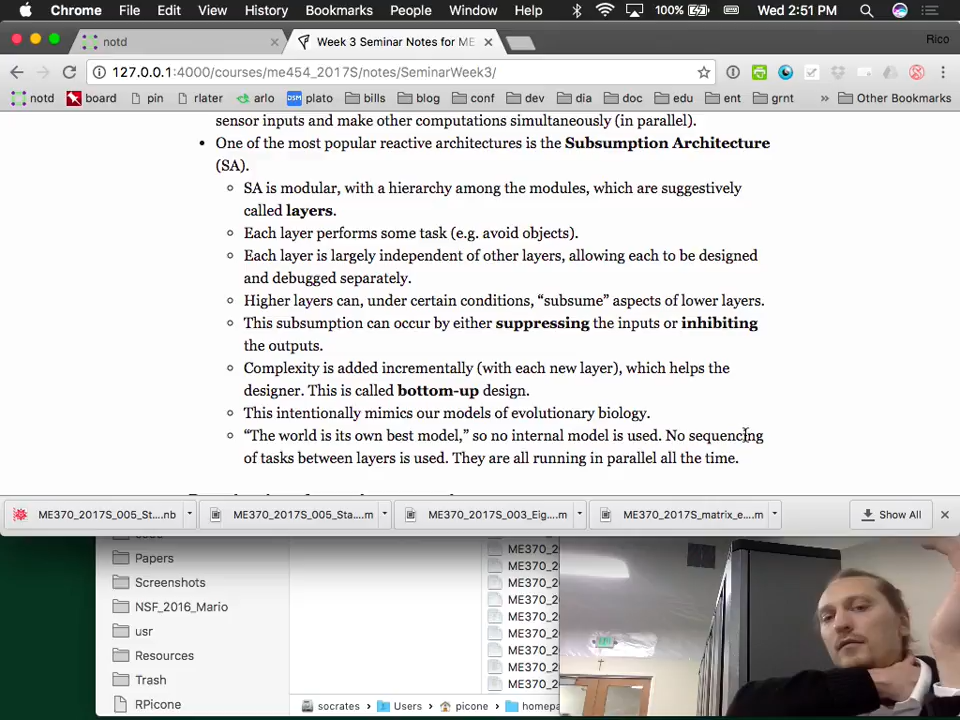 Chrome File Edit View History Bookmarks People Window Help 100% Wed 2:51 PM
notd Week 3 Seminar Notes for ME Rico
127.0.0.1:4000/courses/me454_2017S/notes/SeminarWeek3/
notd board pin rlater arlo DSM plato bills blog conf dev dia doc edu ent grnt » Other Bookmarks
sensor inputs and make other computations simultaneously (in parallel).
• One of the most popular reactive architectures is the Subsumption Architecture
(SA).
◦ SA is modular, with a hierarchy among the modules, which are suggestively
called layers.
◦ Each layer performs some task (e.g. avoid objects).
◦ Each layer is largely independent of other layers, allowing each to be designed
and debugged separately.
◦ Higher layers can, under certain conditions, “subsume” aspects of lower layers.
◦ This subsumption can occur by either suppressing the inputs or inhibiting
the outputs.
◦ Complexity is added incrementally (with each new layer), which helps the
designer. This is called bottom-up design.
◦ This intentionally mimics our models of evolutionary biology.
◦ “The world is its own best model,” so no internal model is used. No sequencing
of tasks between layers is used. They are all running in parallel all the time.
ME370_2017S_005_St....nb ME370_2017S_005_Sta....m ME370_2017S_003_Eig....m ME370_2017S_matrix_e....m Show All
ME370_2
Papers ME370_2
Screenshots ME370_2
NSF_2016_Mario ME370_2
usr ME370_2
Resources ME370_2
Trash ME370_2
RPicone ME370_2
ME370_2
socrates Users picone homepa